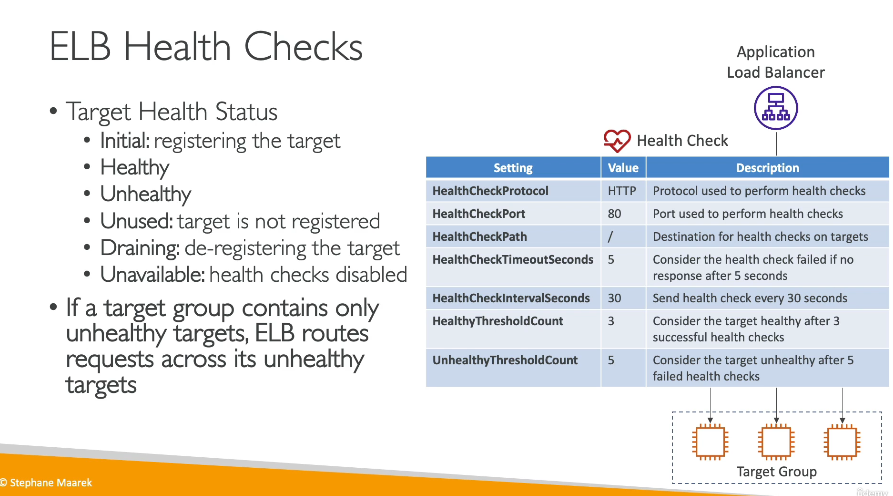 ELB Health Checks
• Target Health Status
• Initial: registering the target
• Healthy
• Unhealthy
• Unused: target is not registered
• Draining: de-registering the target
• Unavailable: health checks disabled
• If a target group contains only
unhealthy targets, ELB routes
requests across its unhealthy
targets
Application
Load Balancer
Health Check
Setting Value Description
HealthCheckProtocol HTTP Protocol used to perform health checks
HealthCheckPort 80 Port used to perform health checks
HealthCheckPath / Destination for health checks on targets
HealthCheckTimeoutSeconds 5 Consider the health check failed if no
response after 5 seconds
HealthCheckIntervalSeconds 30 Send health check every 30 seconds
HealthyThresholdCount 3 Consider the target healthy after 3
successful health checks
UnhealthyThresholdCount 5 Consider the target unhealthy after 5
failed health checks
Target Group
© Stephane Maarek